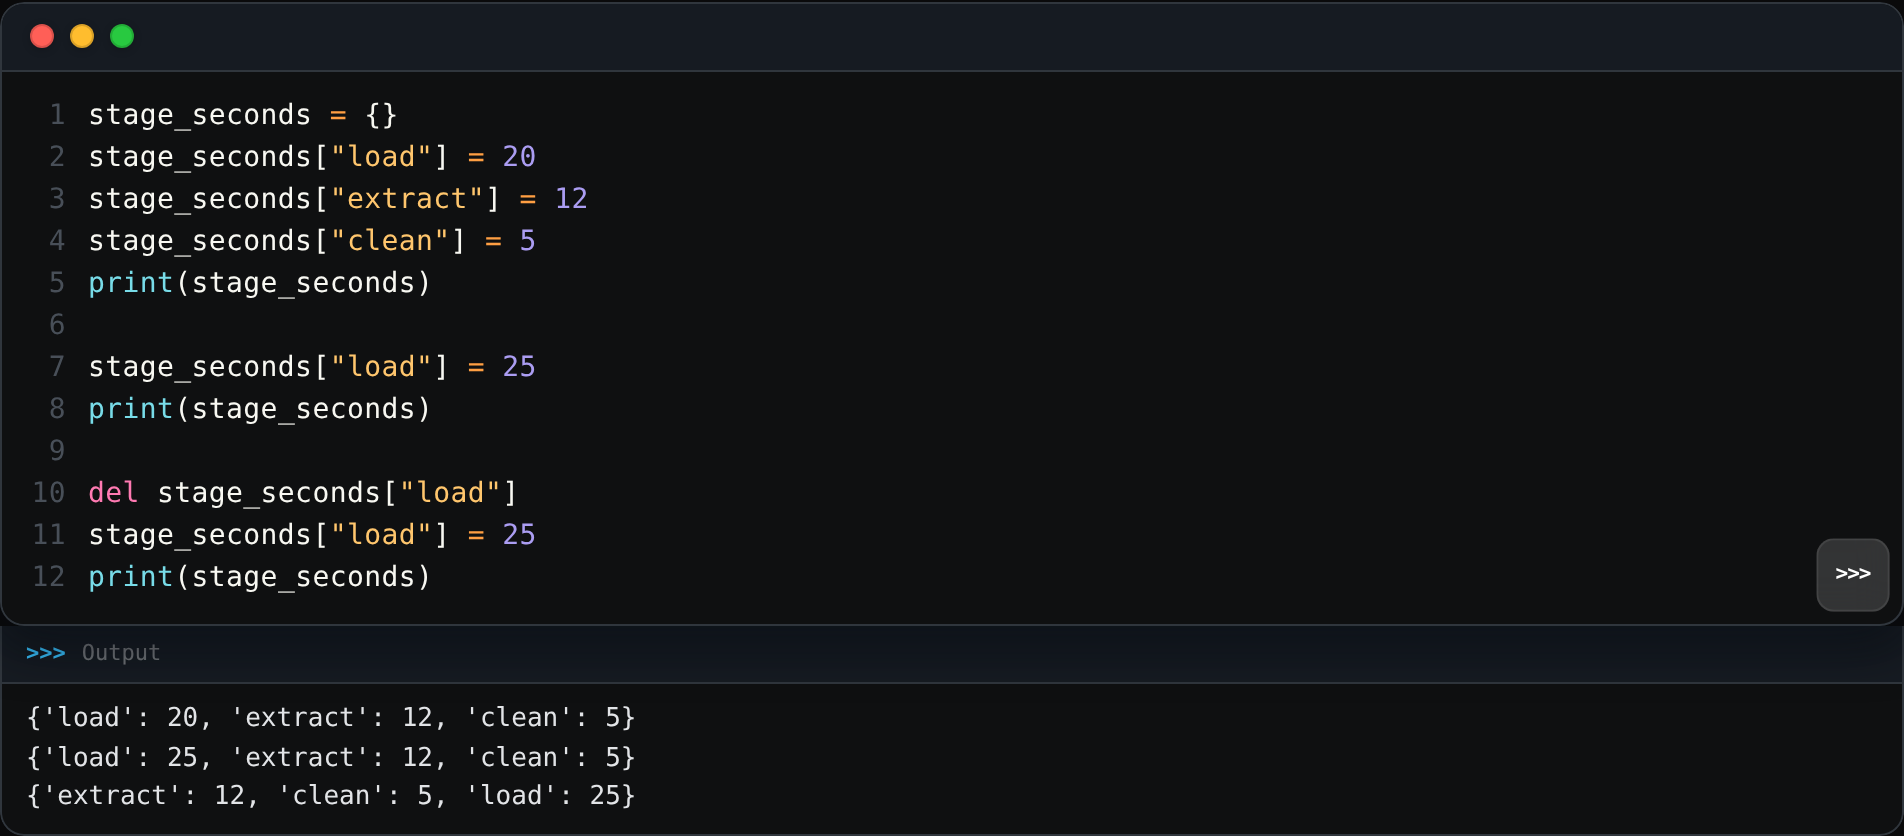 1 stage_seconds = {}
2 stage_seconds["load"] = 20
3 stage_seconds["extract"] = 12
4 stage_seconds["clean"] = 5
5 print(stage_seconds)
6
7 stage_seconds["load"] = 25
8 print(stage_seconds)
9
10 del stage_seconds["load"]
11 stage_seconds["load"] = 25
12 print(stage_seconds)
>>>
>>> Output
{'load': 20, 'extract': 12, 'clean': 5}
{'load': 25, 'extract': 12, 'clean': 5}
{'extract': 12, 'clean': 5, 'load': 25}